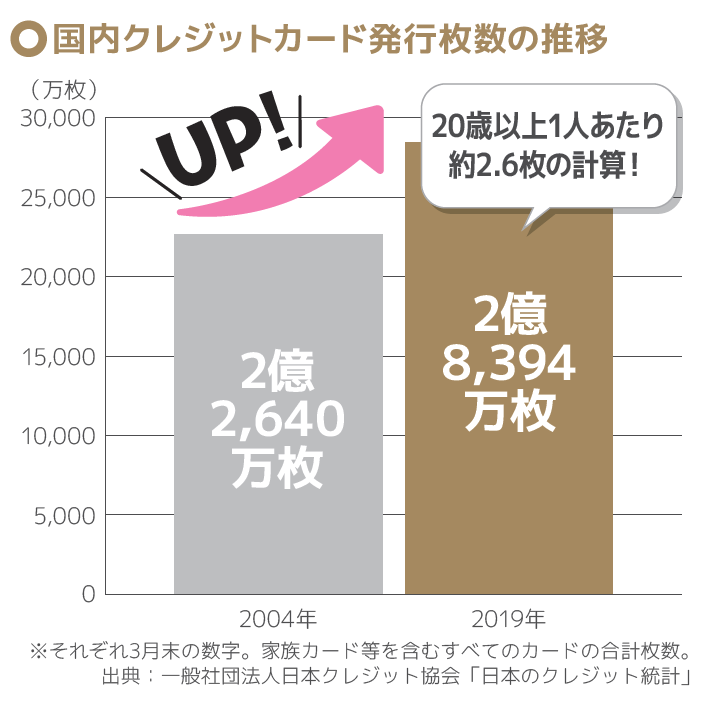 国内クレジットカード発行枚数の推移
（万枚）
30,000
25,000
20,000
15,000
10,000
5,000
0
UP!
20歳以上1人あたり
約2.6枚の計算！
2億
2,640
万枚
2億
8,394
万枚
2004年
2019年
※それぞれ3月末の数字。家族カード等を含むすべてのカードの合計枚数。
出典：一般社団法人日本クレジット協会「日本のクレジット統計」